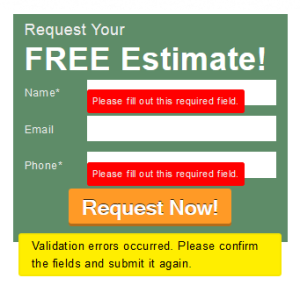 Request Your
FREE Estimate!
Name*
Please fill out this required field.
Email
Phone*
Please fill out this required field.
Request Now!
Validation errors occurred. Please confirm
the fields and submit it again.